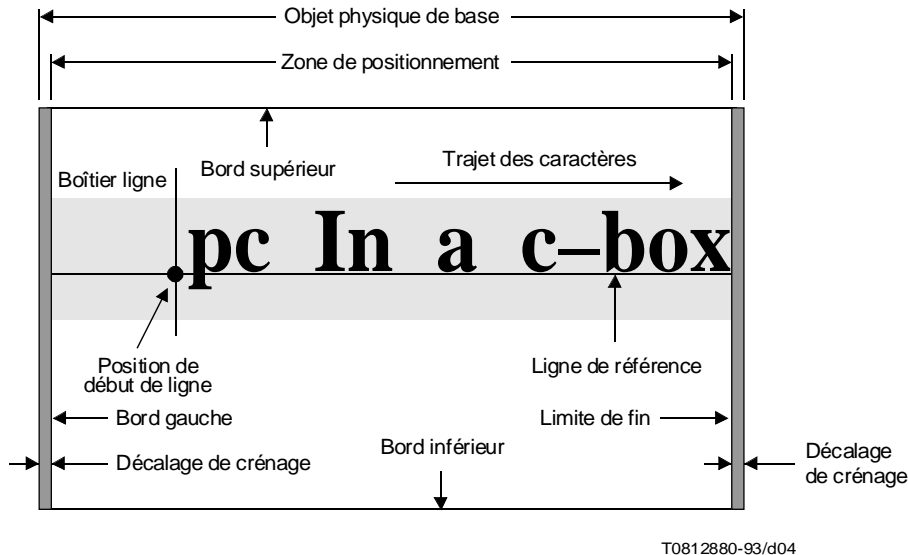 Objet physique de base
Zone de positionnement
Bord supérieur
Trajet des caractères
Boîtier ligne
pc In a c–box
Position de
début de ligne
Ligne de référence
Bord gauche
Limite de fin
Décalage de crénage
Bord inférieur
Décalage
de crénage
T0812880-93/d04